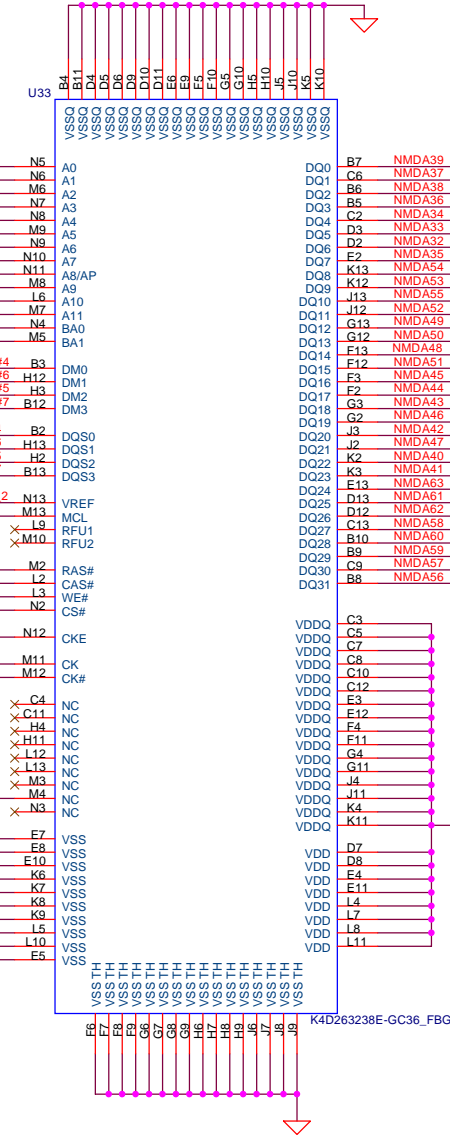 B4 B11 D4 D5 D6 D9 D10 D11 E6 E9 F5 F10 G5 G10 H5 H10 J5 J10 K5 K10
U33
VSSQ VSSQ VSSQ VSSQ VSSQ VSSQ VSSQ VSSQ VSSQ VSSQ VSSQ VSSQ VSSQ VSSQ VSSQ VSSQ VSSQ VSSQ VSSQ VSSQ
N5 A0 DQ0 B7 NMDA39
N6 A1 DQ1 C6 NMDA37
M6 A2 DQ2 B6 NMDA38
N7 A3 DQ3 B5 NMDA36
N8 A4 DQ4 C2 NMDA34
M9 A5 DQ5 D3 NMDA33
N9 A6 DQ6 D2 NMDA32
N10 A7 DQ7 E2 NMDA35
N11 A8/AP DQ8 K13 NMDA54
M8 A9 DQ9 K12 NMDA53
L6 A10 DQ10 J13 NMDA55
M7 A11 DQ11 J12 NMDA52
N4 BA0 DQ12 G13 NMDA49
M5 BA1 DQ13 G12 NMDA50
DQ14 F13 NMDA48
#4 B3 DM0 DQ15 F12 NMDA51
#6 H12 DM1 DQ16 F3 NMDA45
#5 H3 DM2 DQ17 F2 NMDA44
#7 B12 DM3 DQ18 G3 NMDA43
DQ19 G2 NMDA46
B2 DQS0 DQ20 J3 NMDA42
H13 DQS1 DQ21 J2 NMDA47
H2 DQS2 DQ22 K2 NMDA40
B13 DQS3 DQ23 K3 NMDA41
DQ24 E13 NMDA63
2 N13 VREF DQ25 D13 NMDA61
M13 MCL DQ26 D12 NMDA62
L9 RFU1 DQ27 C13 NMDA58
M10 RFU2 DQ28 B10 NMDA60
DQ29 B9 NMDA59
M2 RAS# DQ30 C9 NMDA57
L2 CAS# DQ31 B8 NMDA56
L3 WE#
N2 CS#
VDDQ C3
N12 CKE VDDQ C5
VDDQ C7
M11 CK VDDQ C8
M12 CK# VDDQ C10
VDDQ C12
C4 NC VDDQ E3
C11 NC VDDQ E12
H4 NC VDDQ F4
H11 NC VDDQ F11
L12 NC VDDQ G4
L13 NC VDDQ G11
M3 NC VDDQ J4
M4 NC VDDQ J11
N3 NC VDDQ K4
VDDQ K11
E7 VSS
E8 VSS VDD D7
E10 VSS VDD D8
K6 VSS VDD E4
K7 VSS VDD E11
K8 VSS VDD L4
K9 VSS VDD L7
L5 VSS VDD L8
L10 VSS VDD L11
E5 VSS
VSS TH VSS TH VSS TH VSS TH VSS TH VSS TH VSS TH VSS TH VSS TH VSS TH VSS TH VSS TH VSS TH VSS TH VSS TH VSS TH
K4D263238E-GC36_FBG
F6 F7 F8 F9 G6 G7 G8 G9 H6 H7 H8 H9 J6 J7 J8 J9